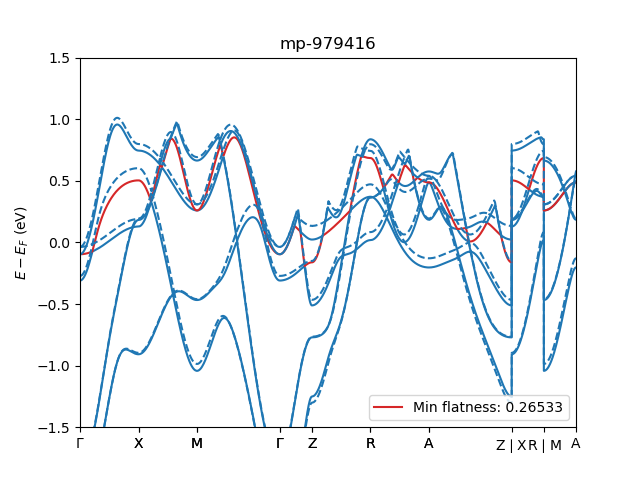 mp-979416
E − E_F (eV)
1.5
1.0
0.5
0.0
−0.5
−1.0
−1.5
Min flatness: 0.26533
Γ X M Γ Z R A Z | X R | M A